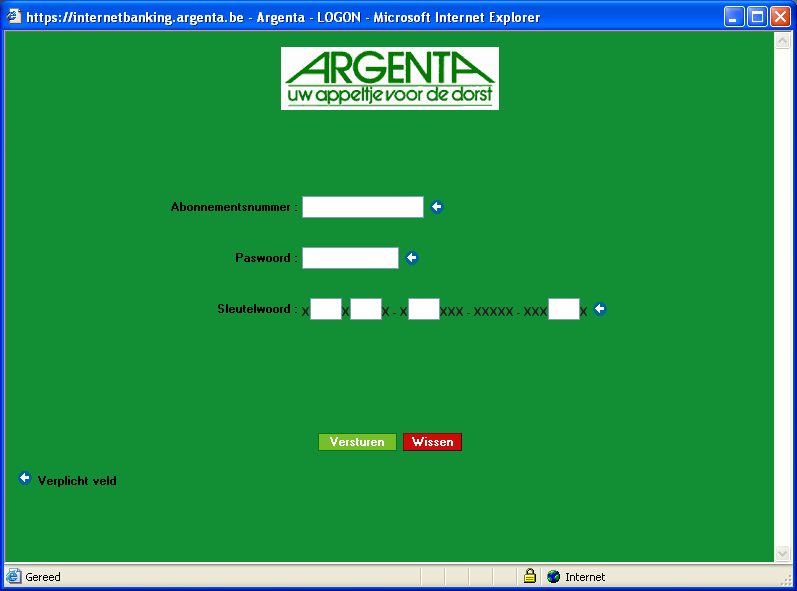 https://internetbanking.argenta.be - Argenta - LOGON - Microsoft Internet Explorer
ARGENTA
uw appeltje voor de dorst
Abonnementsnummer :
Paswoord :
Sleutelwoord : X X X - X XXX - XXXXX - XXX X
Versturen Wissen
Verplicht veld
Gereed Internet